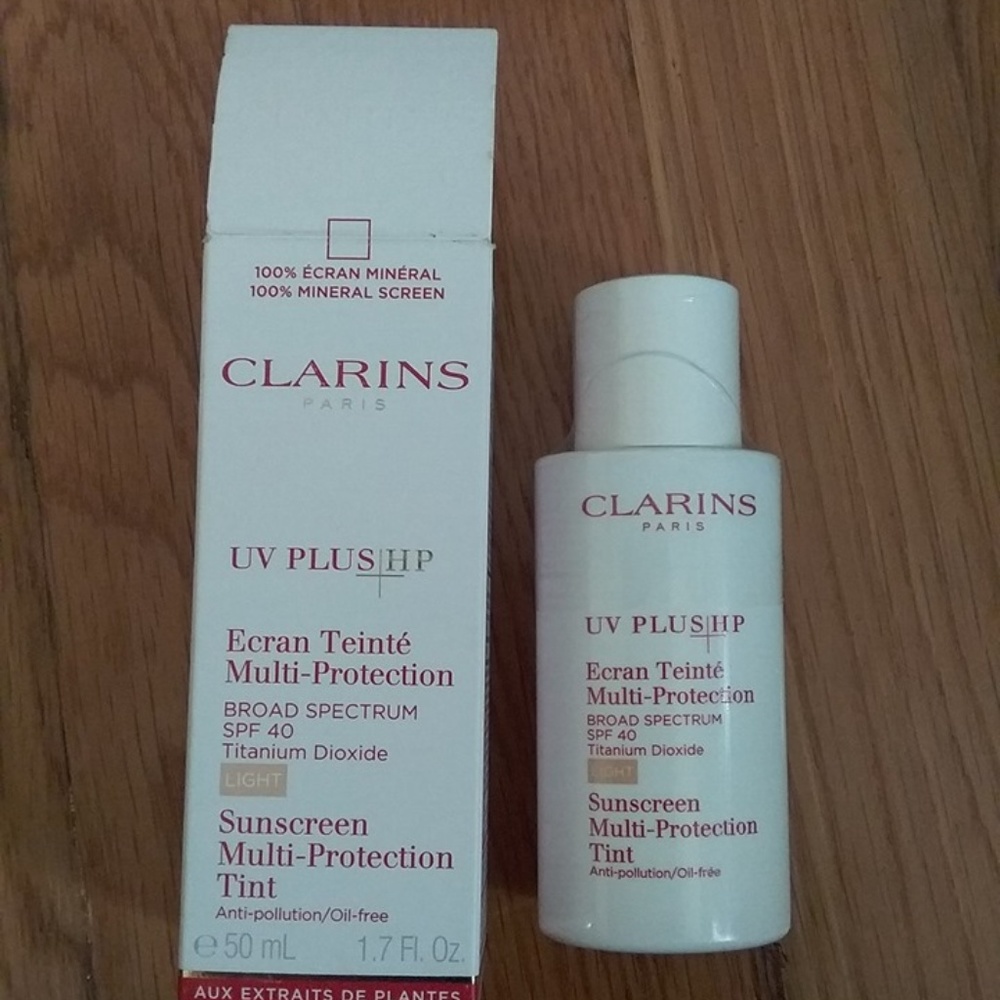 100% ÉCRAN MINÉRAL
100% MINERAL SCREEN
CLARINS
PARIS
UV PLUS HP
Ecran Teinté
Multi-Protection
BROAD SPECTRUM
SPF 40
Titanium Dioxide
LIGHT
Sunscreen
Multi-Protection
Tint
Anti-pollution/Oil-free
℮ 50 mL 1.7 Fl. Oz.
AUX EXTRAITS DE PLANTES
CLARINS
PARIS
UV PLUS HP
Ecran Teinté
Multi-Protection
BROAD SPECTRUM
SPF 40
Titanium Dioxide
LIGHT
Sunscreen
Multi-Protection
Tint
Anti-pollution/Oil-free